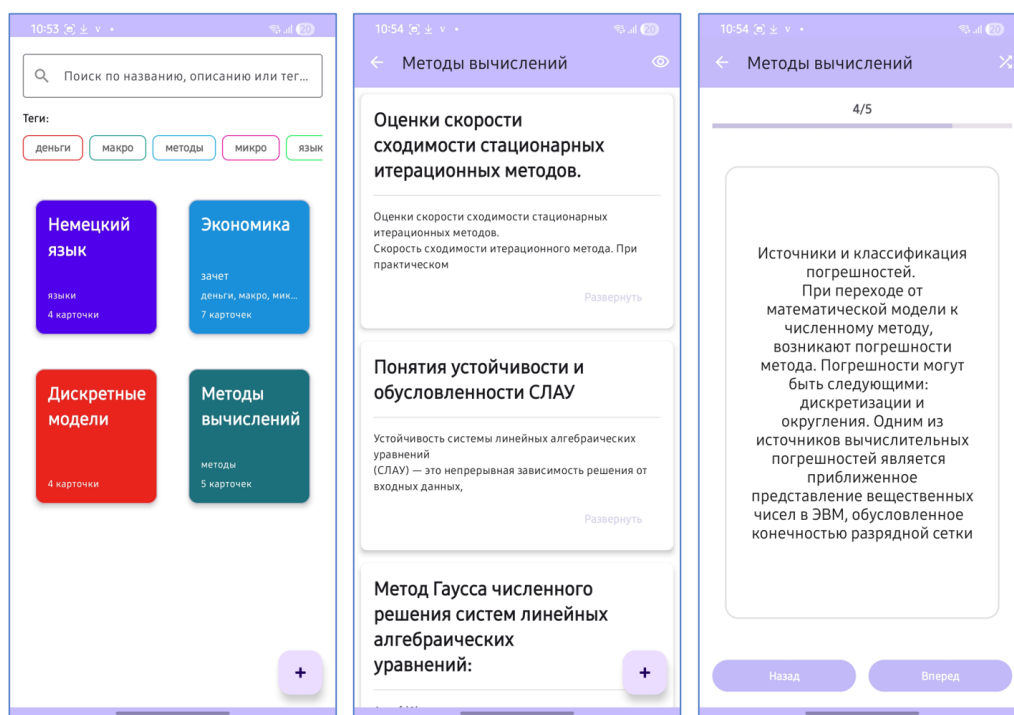 10:53
20
Поиск по названию, описанию или тег...
Теги:
деньги
макро
методы
микро
язык
Немецкий
язык
языки
4 карточки
Экономика
зачет
деньги, макро, мик...
7 карточек
Дискретные
модели
4 карточки
Методы
вычислений
методы
5 карточек
+
10:54
20
Методы вычислений
Оценки скорости
сходимости стационарных
итерационных методов.
Оценки скорости сходимости стационарных
итерационных методов.
Скорость сходимости итерационного метода. При
практическом
Развернуть
Понятия устойчивости и
обусловленности СЛАУ
Устойчивость системы линейных алгебраических
уравнений
(СЛАУ) — это непрерывная зависимость решения от
входных данных,
Развернуть
Метод Гаусса численного
решения систем линейных
алгебраических
уравнений:
+
10:54
20
Методы вычислений
4/5
Источники и классификация
погрешностей.
При переходе от
математической модели к
численному методу,
возникают погрешности
метода. Погрешности могут
быть следующими:
дискретизации и
округления. Одним из
источников вычислительных
погрешностей является
приближенное
представление вещественных
чисел в ЭВМ, обусловленное
конечностью разрядной сетки
Назад
Вперед